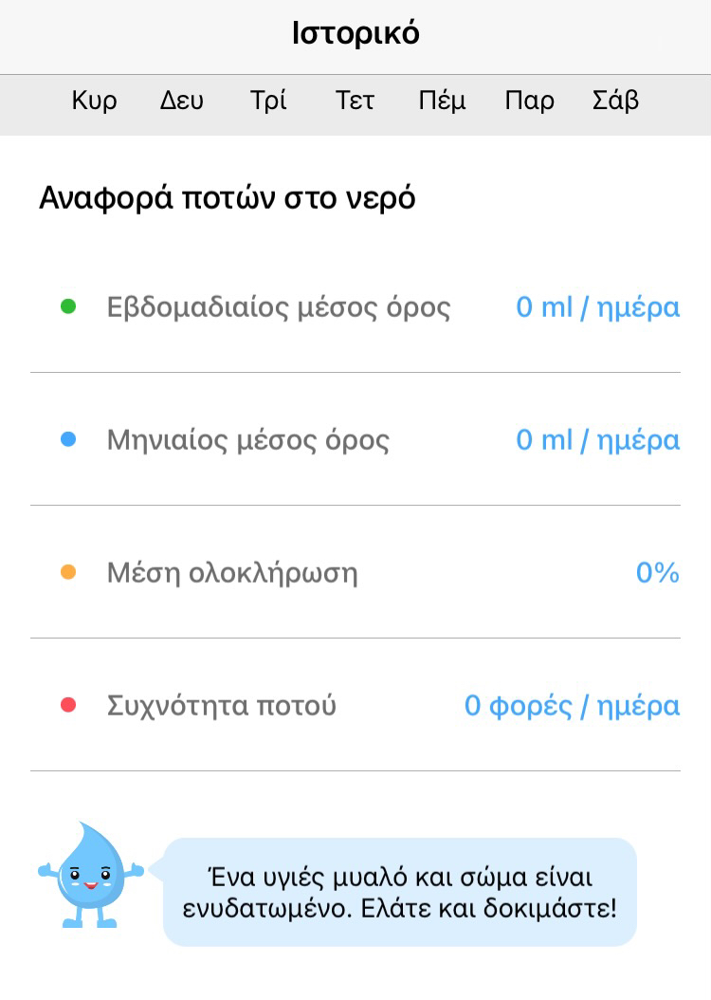 Ιστορικό
Κυρ Δευ Τρί Τετ Πέμ Παρ Σάβ
Αναφορά ποτών στο νερό
Εβδομαδιαίος μέσος όρος 0 ml / ημέρα
Μηνιαίος μέσος όρος 0 ml / ημέρα
Μέση ολοκλήρωση 0%
Συχνότητα ποτού 0 φορές / ημέρα
Ένα υγιές μυαλό και σώμα είναι
ενυδατωμένο. Ελάτε και δοκιμάστε!